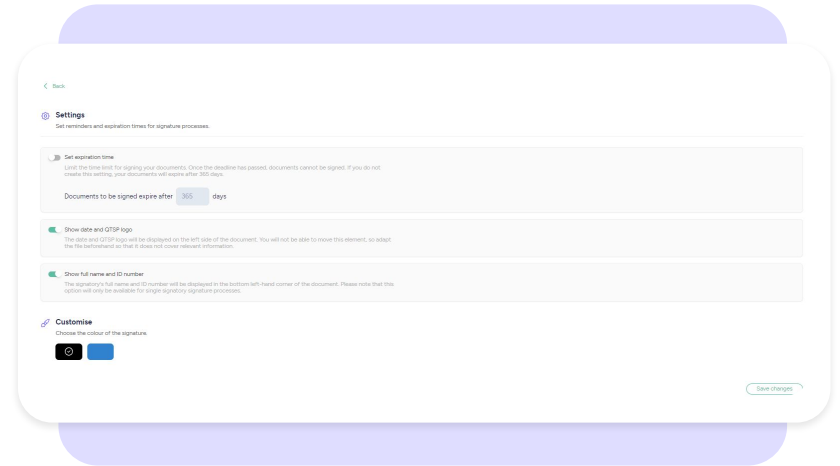 Back
Settings
Set reminders and expiration times for signature processes.
Set expiration time
Limit the time limit for signing your documents. Once the deadline has passed, documents cannot be signed. If you do not
create this setting, your documents will expire after 365 days.
Documents to be signed expire after 365 days
Show date and QTSP logo
The date and QTSP logo will be displayed on the left side of the document. You will not be able to move this element, so adapt
the file beforehand so that it does not cover relevant information.
Show full name and ID number
The signatory's full name and ID number will be displayed in the bottom left-hand corner of the document. Please note that this
option will only be available for single signatory signature processes.
Customise
Choose the colour of the signature.
Save changes